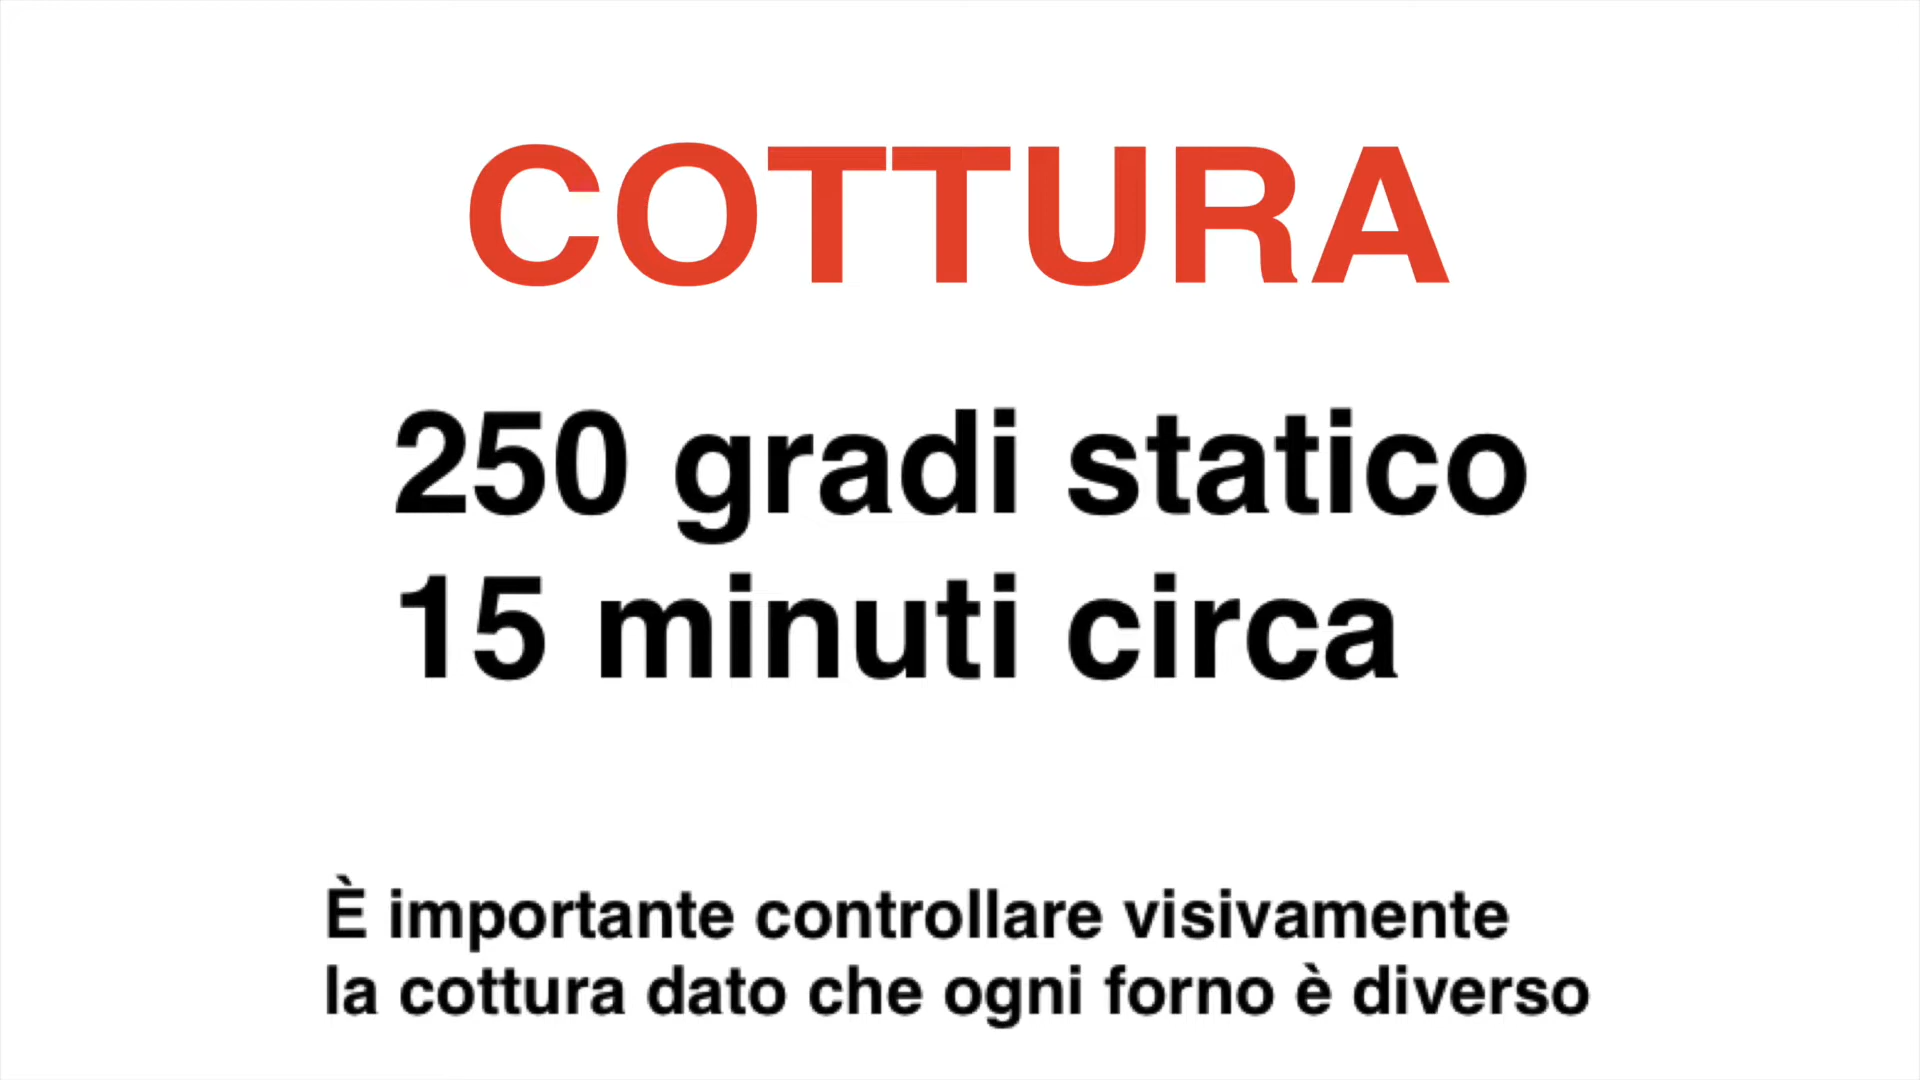 COTTURA
250 gradi statico
15 minuti circa
È importante controllare visivamente
la cottura dato che ogni forno è diverso